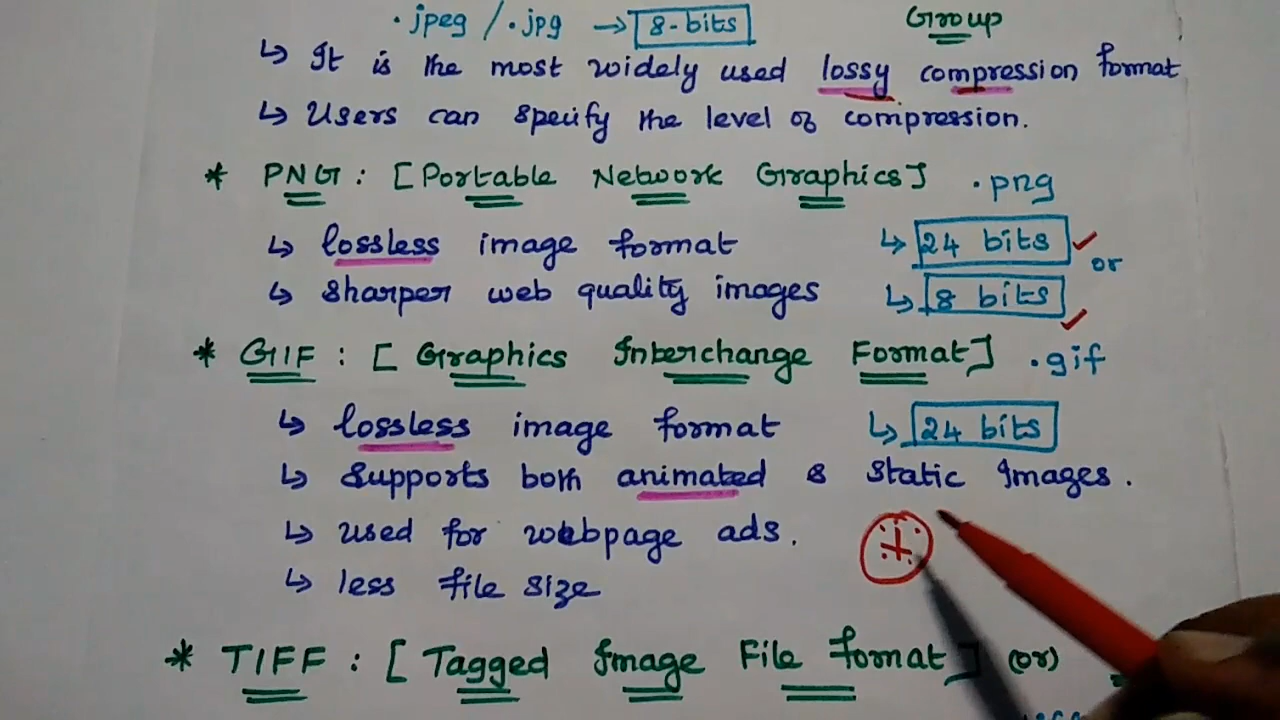 .jpeg / .jpg → 8-bits Group
↳ It is the most widely used lossy compression format
↳ Users can specify the level of compression.
* PNG : [Portable Network Graphics] .png
↳ lossless image format ↳ 24 bits ✓ or
↳ sharper web quality images ↳ 8 bits ✓
* GIF : [Graphics Interchange Format] .gif
↳ lossless image format ↳ 24 bits
↳ supports both animated & static Images.
↳ used for webpage ads.
↳ less file size
* TIFF : [Tagged Image File format] (or)